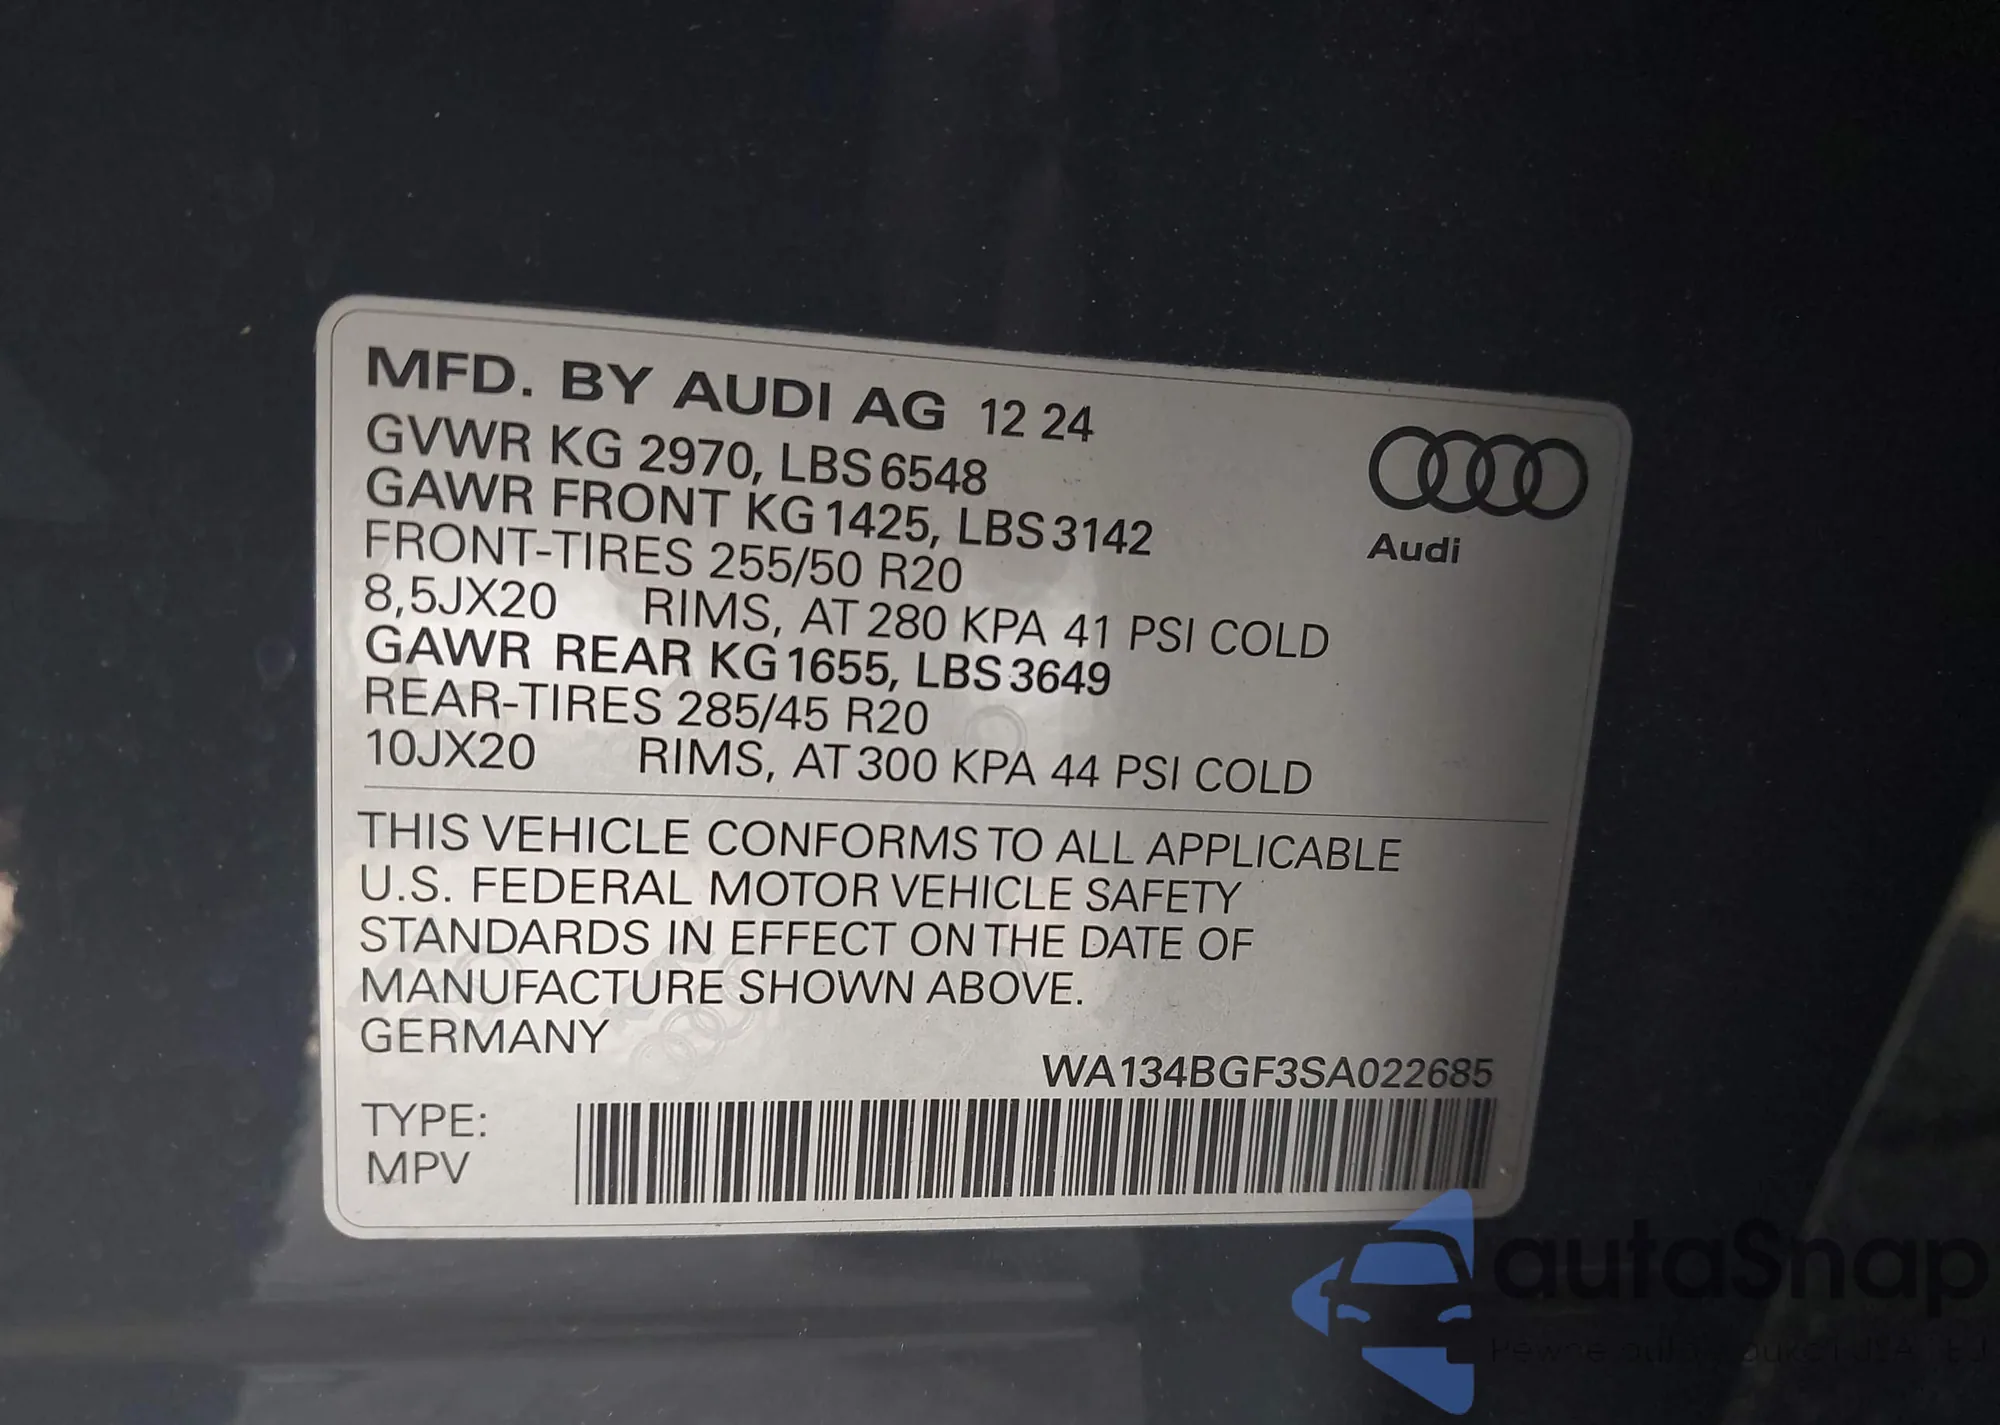 MFD. BY AUDI AG 12 24
GVWR KG 2970, LBS 6548
GAWR FRONT KG 1425, LBS 3142
FRONT-TIRES 255/50 R20
8,5JX20 RIMS, AT 280 KPA 41 PSI COLD
GAWR REAR KG 1655, LBS 3649
REAR-TIRES 285/45 R20
10JX20 RIMS, AT 300 KPA 44 PSI COLD
Audi
THIS VEHICLE CONFORMS TO ALL APPLICABLE
U.S. FEDERAL MOTOR VEHICLE SAFETY
STANDARDS IN EFFECT ON THE DATE OF
MANUFACTURE SHOWN ABOVE.
GERMANY
WA134BGF3SA022685
TYPE:
MPV
autaSnap